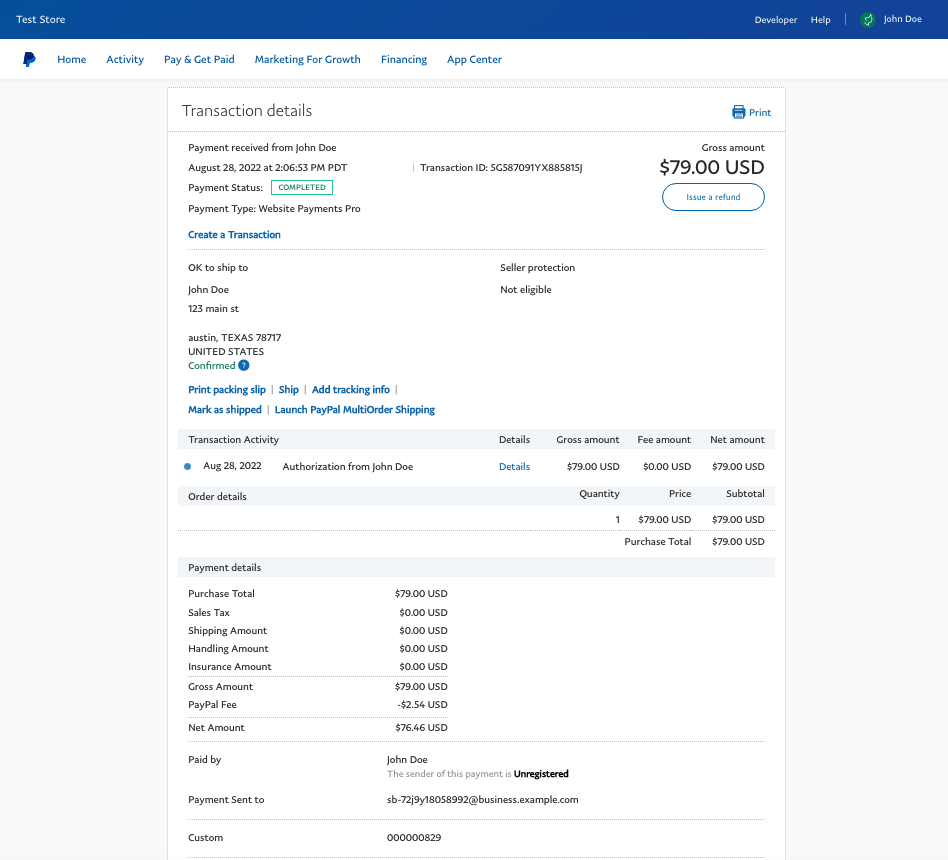 Test Store
Developer Help | John Doe
Home Activity Pay & Get Paid Marketing For Growth Financing App Center
Transaction details
Print
Payment received from John Doe
Gross amount
August 28, 2022 at 2:06:53 PM PDT | Transaction ID: 5G587091YX885815J
$79.00 USD
Payment Status: COMPLETED
Issue a refund
Payment Type: Website Payments Pro
Create a Transaction
OK to ship to
Seller protection
John Doe
Not eligible
123 main st
austin, TEXAS 78717
UNITED STATES
Confirmed ?
Print packing slip | Ship | Add tracking info |
Mark as shipped | Launch PayPal MultiOrder Shipping
Transaction Activity Details Gross amount Fee amount Net amount
Aug 28, 2022 Authorization from John Doe Details $79.00 USD $0.00 USD $79.00 USD
Order details Quantity Price Subtotal
1 $79.00 USD $79.00 USD
Purchase Total $79.00 USD
Payment details
Purchase Total $79.00 USD
Sales Tax $0.00 USD
Shipping Amount $0.00 USD
Handling Amount $0.00 USD
Insurance Amount $0.00 USD
Gross Amount $79.00 USD
PayPal Fee -$2.54 USD
Net Amount $76.46 USD
Paid by John Doe
The sender of this payment is Unregistered
Payment Sent to sb-72j9y18058992@business.example.com
Custom 000000829